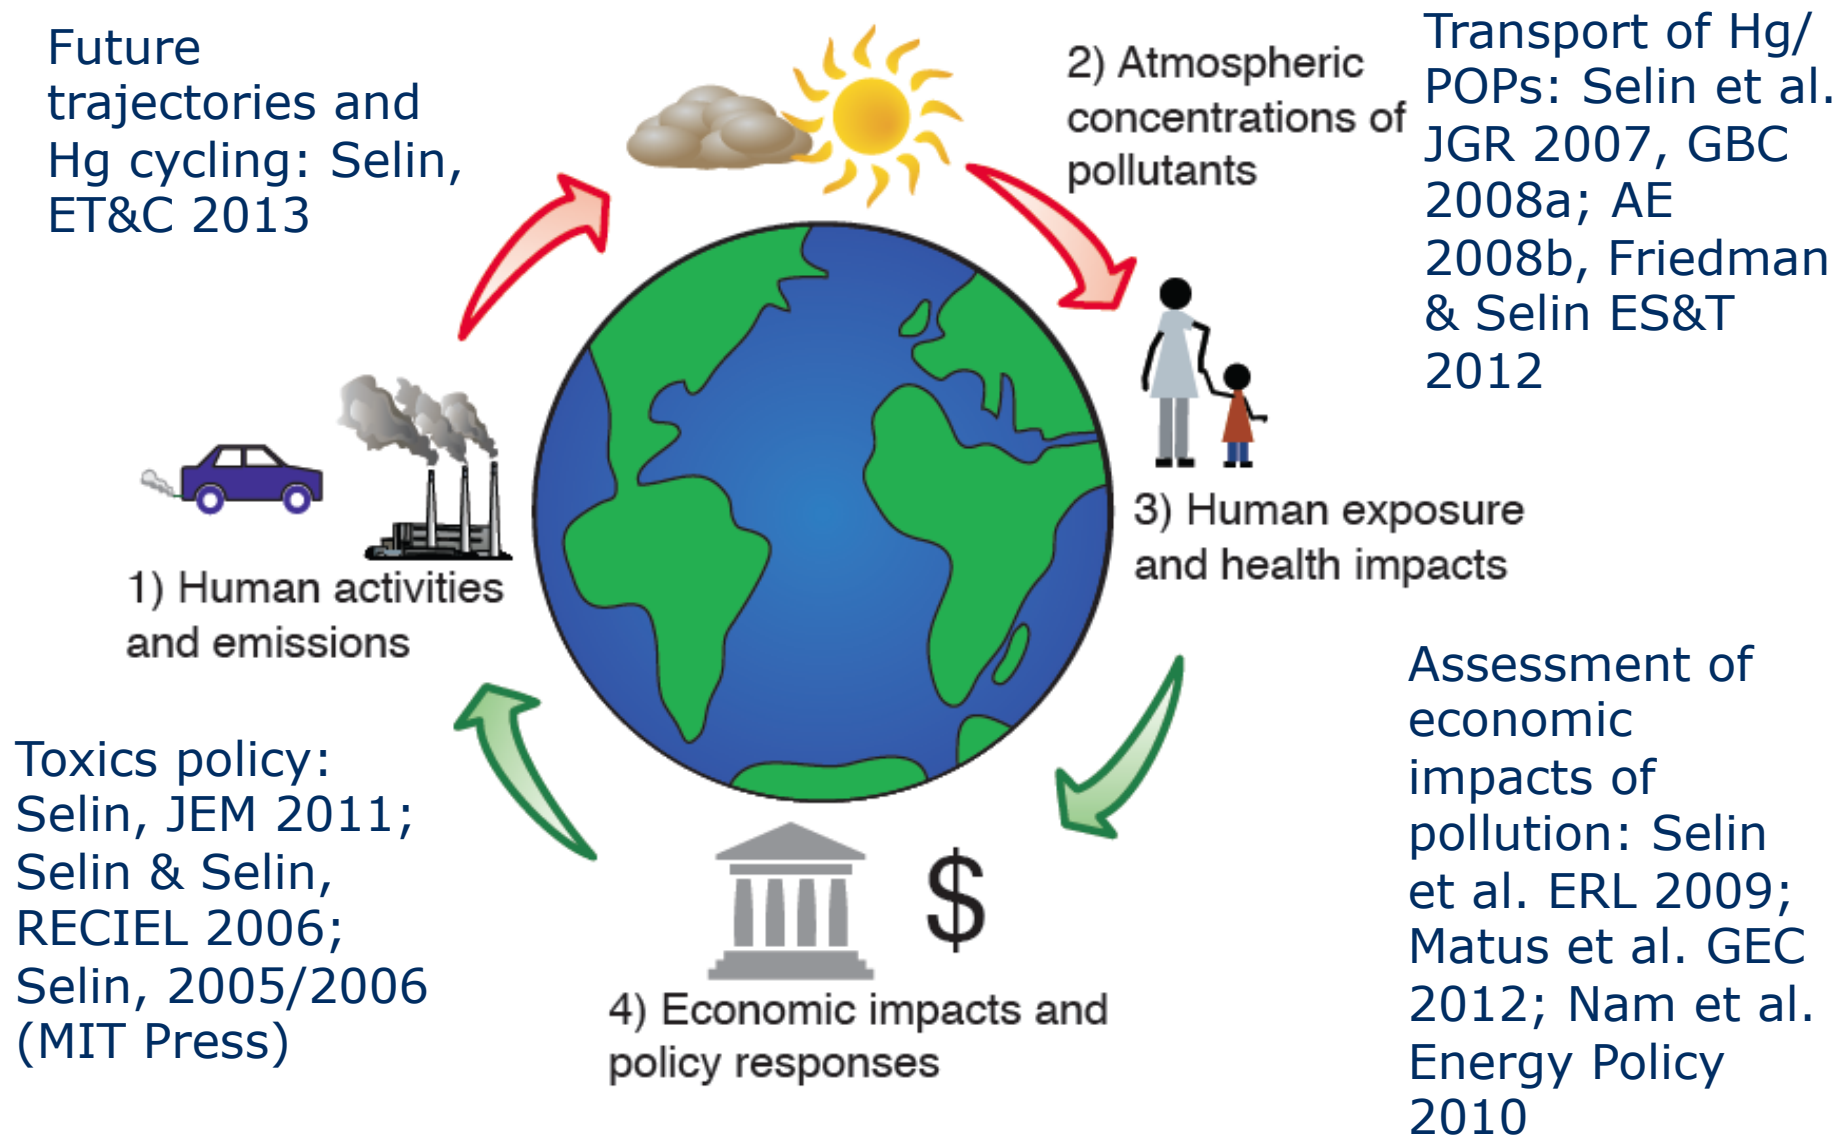 Future
trajectories and
Hg cycling: Selin,
ET&C 2013
2) Atmospheric
concentrations of
pollutants
Transport of Hg/
POPs: Selin et al.
JGR 2007, GBC
2008a; AE
2008b, Friedman
& Selin ES&T
2012
1) Human activities
and emissions
3) Human exposure
and health impacts
Toxics policy:
Selin, JEM 2011;
Selin & Selin,
RECIEL 2006;
Selin, 2005/2006
(MIT Press)
$
4) Economic impacts and
policy responses
Assessment of
economic
impacts of
pollution: Selin
et al. ERL 2009;
Matus et al. GEC
2012; Nam et al.
Energy Policy
2010